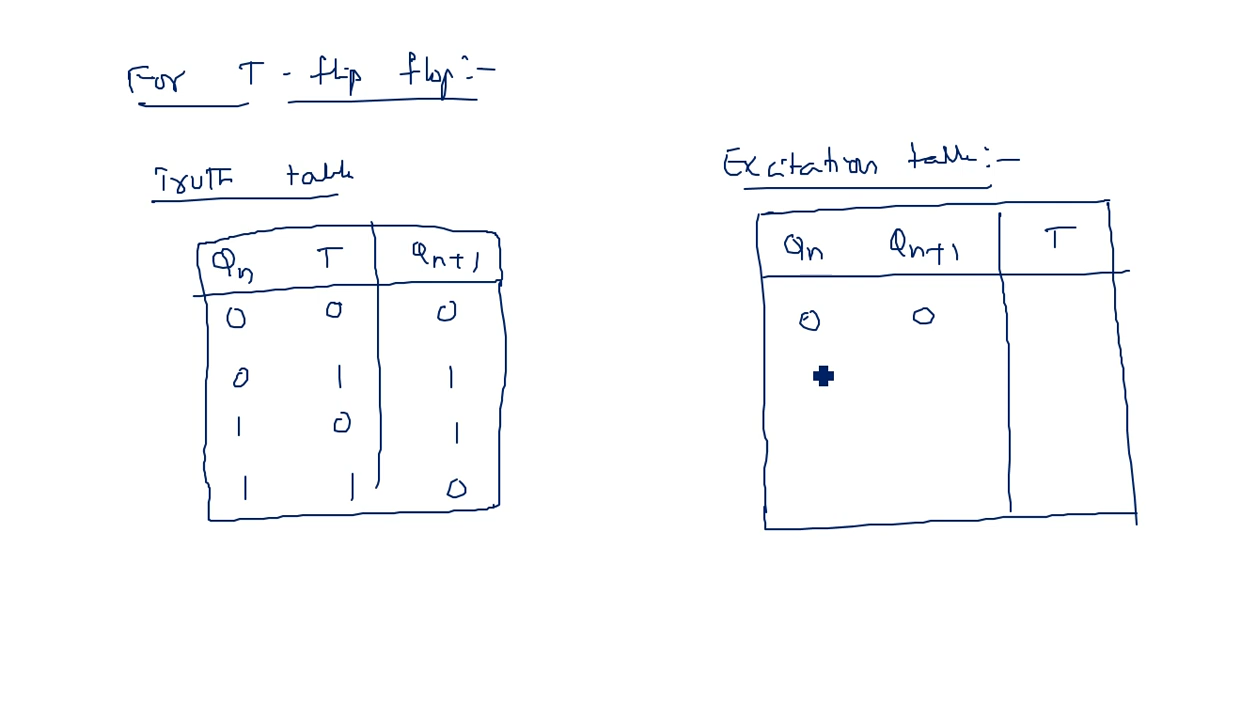 For T - flip flop :-
Truth table
Excitation table :-
Qn T Qn+1
0 0 0
0 1 1
1 0 1
1 1 0
Qn Qn+1 T
0 0